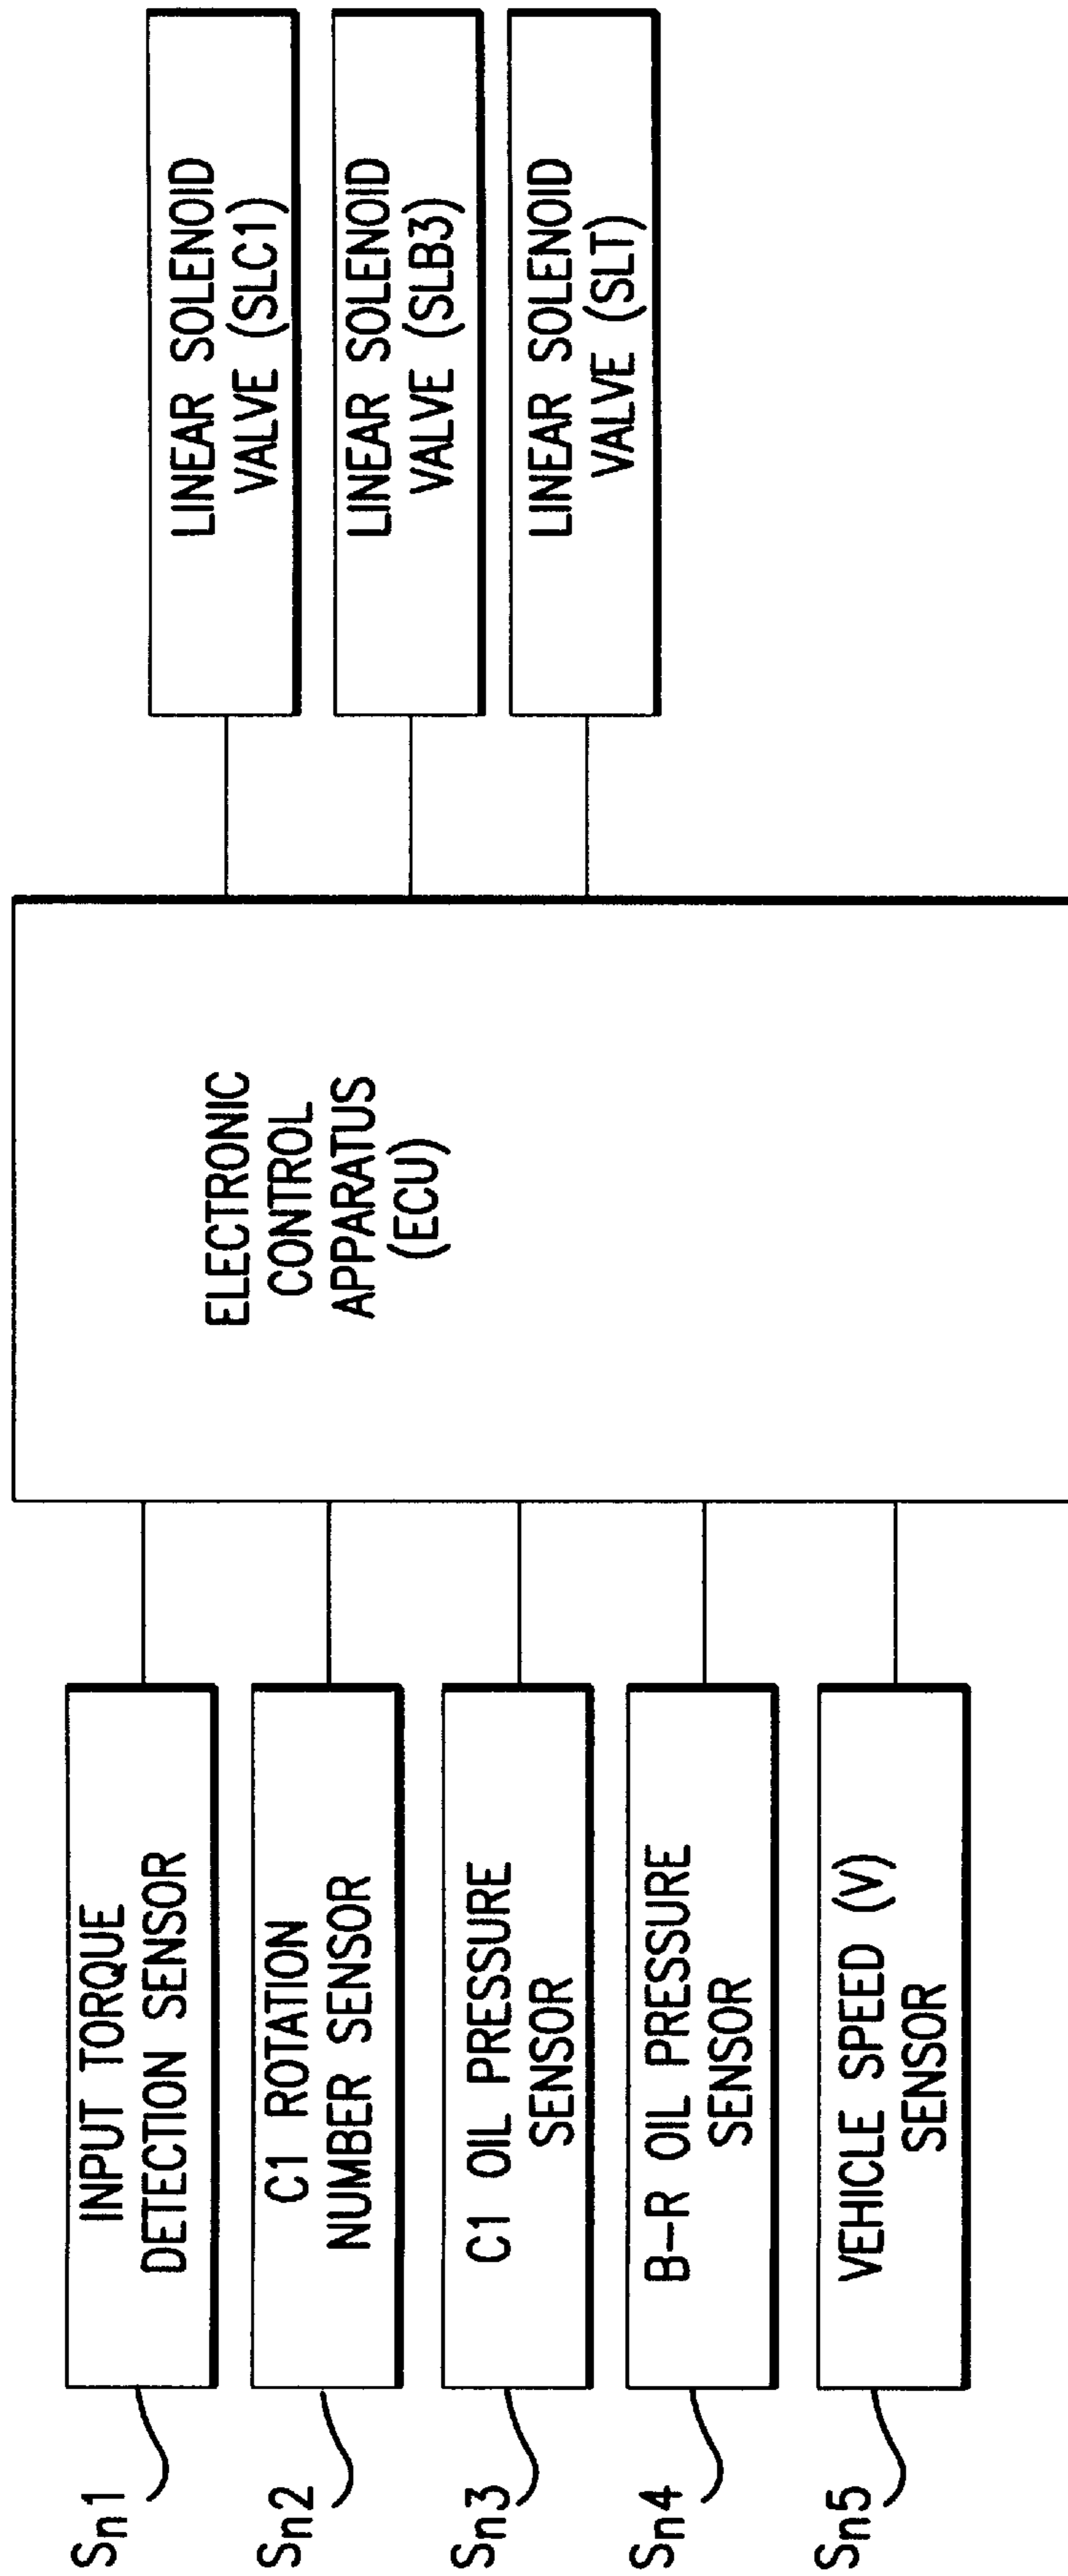 Sn1
INPUT TORQUE
DETECTION SENSOR
Sn2
C1 ROTATION
NUMBER SENSOR
Sn3
C1 OIL PRESSURE
SENSOR
Sn4
B-R OIL PRESSURE
SENSOR
Sn5
VEHICLE SPEED (V)
SENSOR
ELECTRONIC
CONTROL
APPARATUS
(ECU)
LINEAR SOLENOID
VALVE (SLC1)
LINEAR SOLENOID
VALVE (SLB3)
LINEAR SOLENOID
VALVE (SLT)